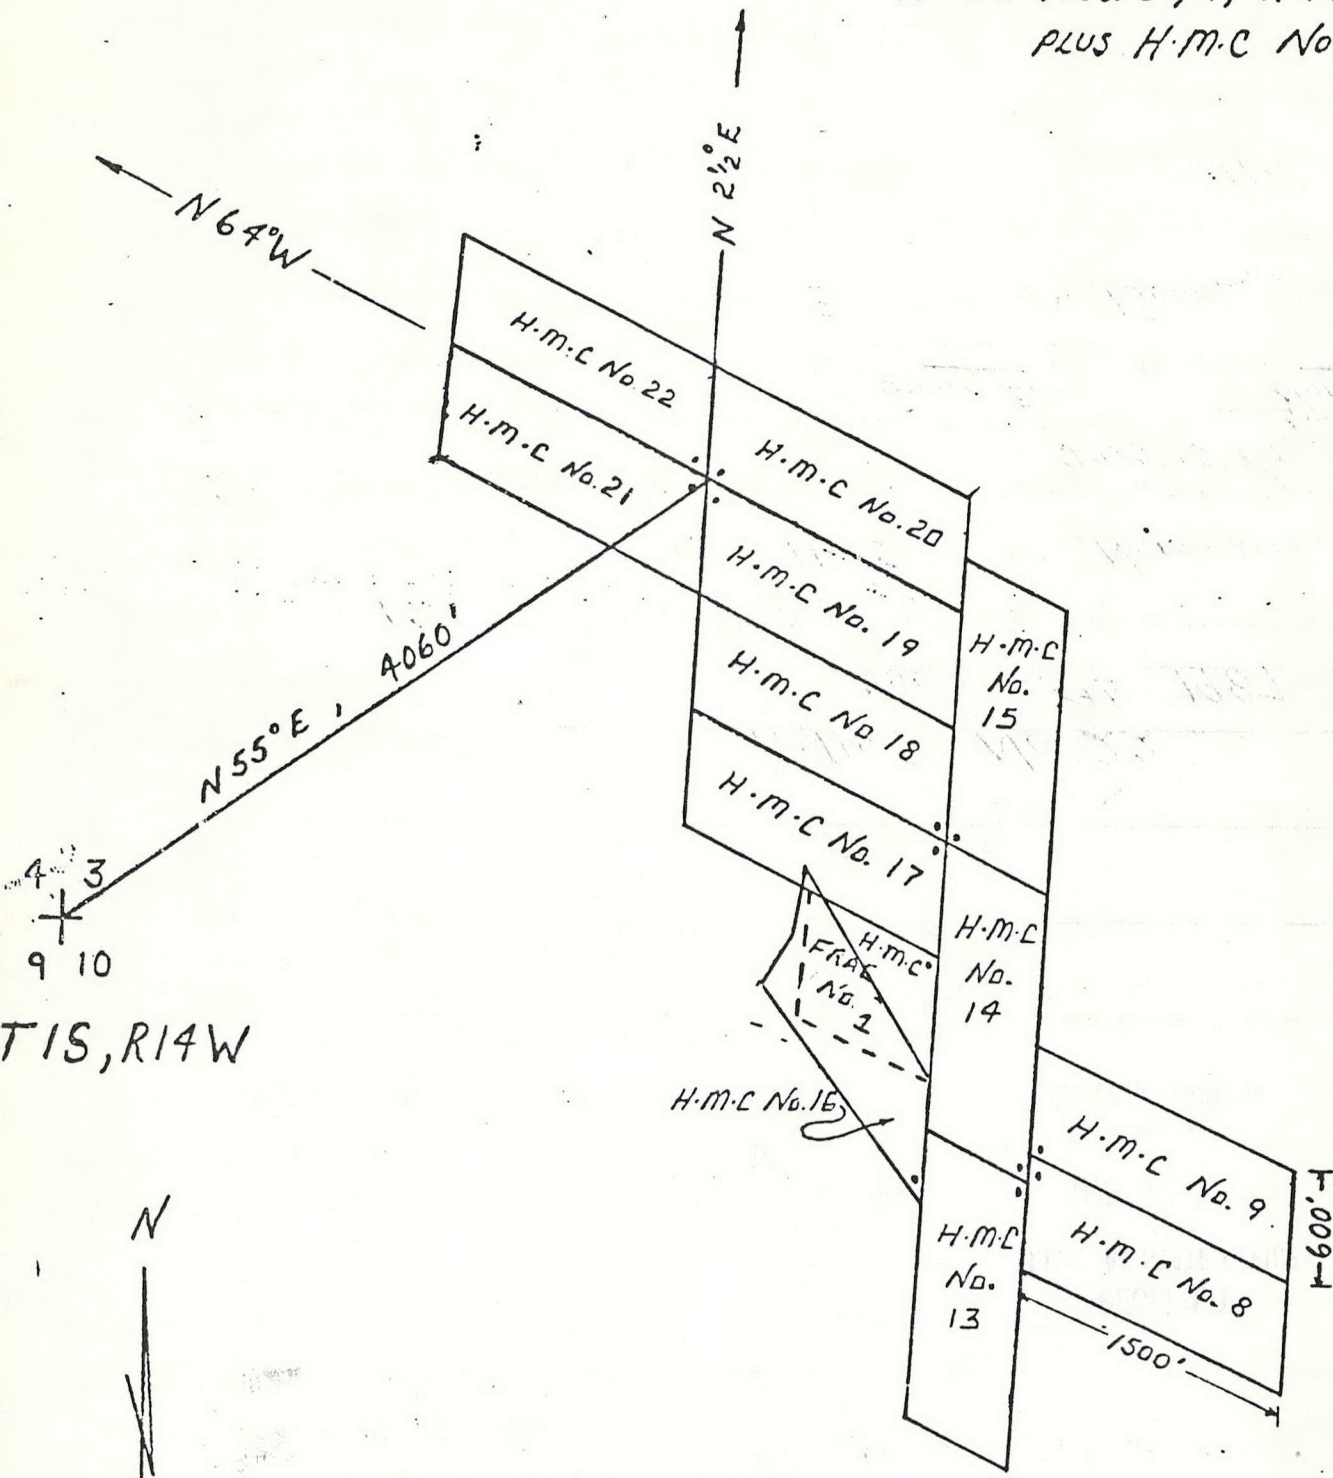 PLUS H.M.C No
N 2½° E
N 64° W
H.M.C No. 22
H.M.C No. 21
H.M.C No. 20
H.M.C No. 19
H.M.C No 18
H.M.C No. 17
H.M.C
No.
15
N 55° E, 4060'
4 3
9 10
T1S, R14W
H.M.C
FRAC
No.
1
H.M.C
No.
14
H.M.C No. 16
H.M.C No. 9
H.M.C No. 8
600'
1500'
H.M.C
No.
13
N